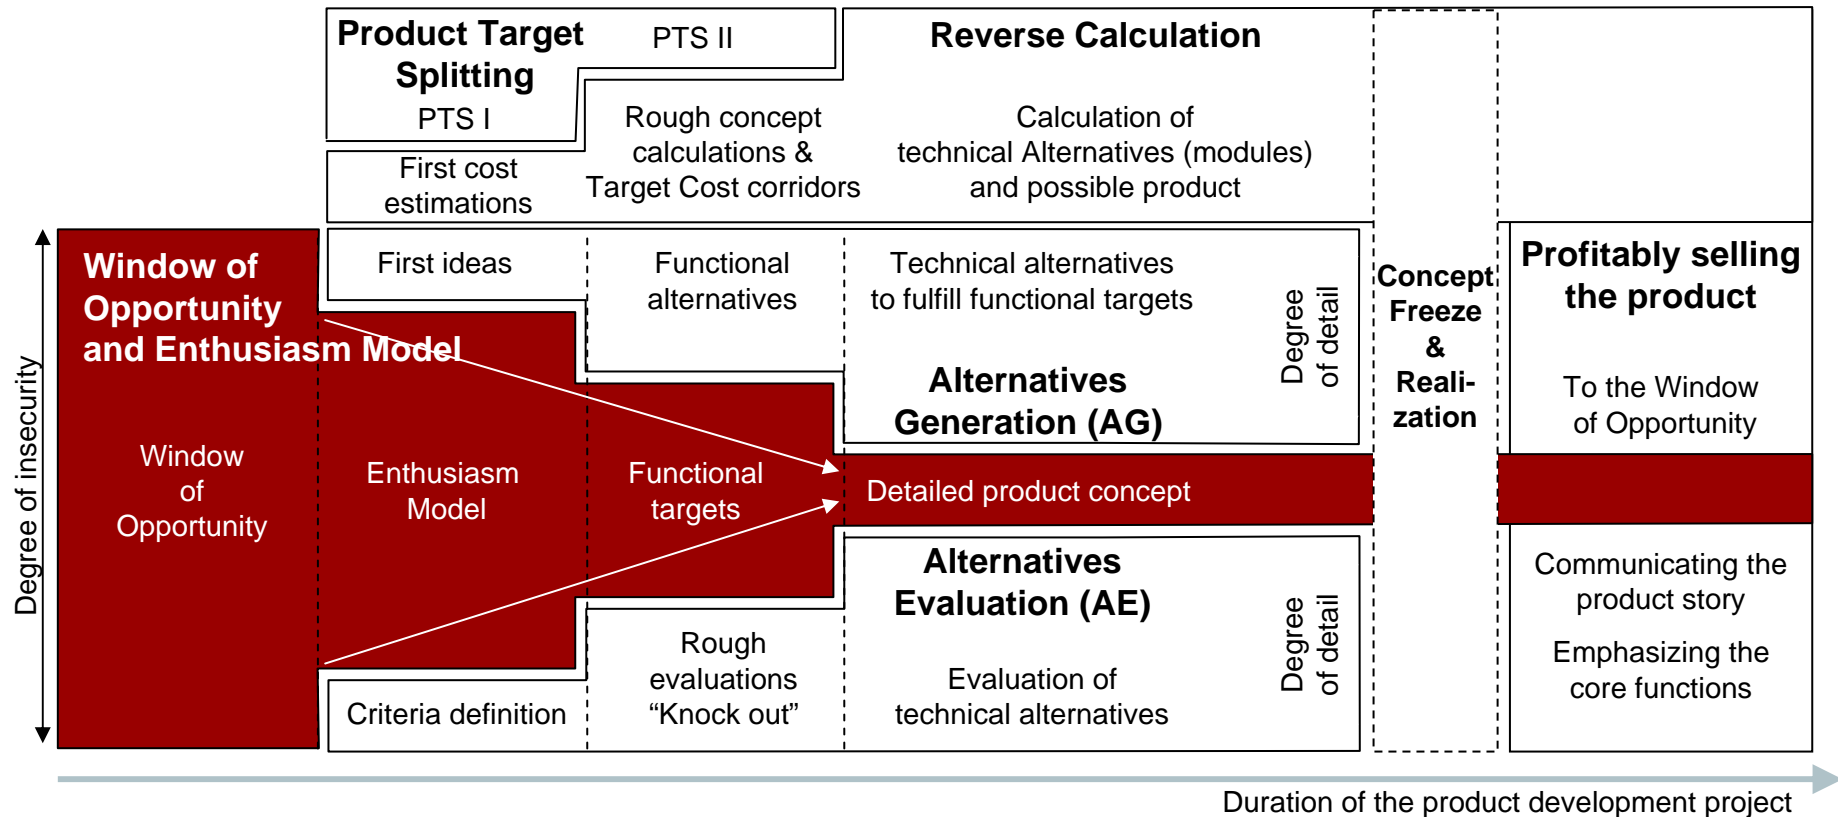 Product Target
Splitting
PTS I
PTS II
Reverse Calculation
First cost
estimations
Rough concept
calculations &
Target Cost corridors
Calculation of
technical Alternatives (modules)
and possible product
Degree of insecurity
Window of
Opportunity
and Enthusiasm Model
Window
of
Opportunity
First ideas
Enthusiasm
Model
Criteria definition
Functional
alternatives
Functional
targets
Rough
evaluations
“Knock out”
Technical alternatives
to fulfill functional targets
Degree
of detail
Alternatives
Generation (AG)
Detailed product concept
Alternatives
Evaluation (AE)
Evaluation of
technical alternatives
Degree
of detail
Concept
Freeze
&
Reali-
zation
Profitably selling
the product
To the Window
of Opportunity
Communicating the
product story
Emphasizing the
core functions
Duration of the product development project